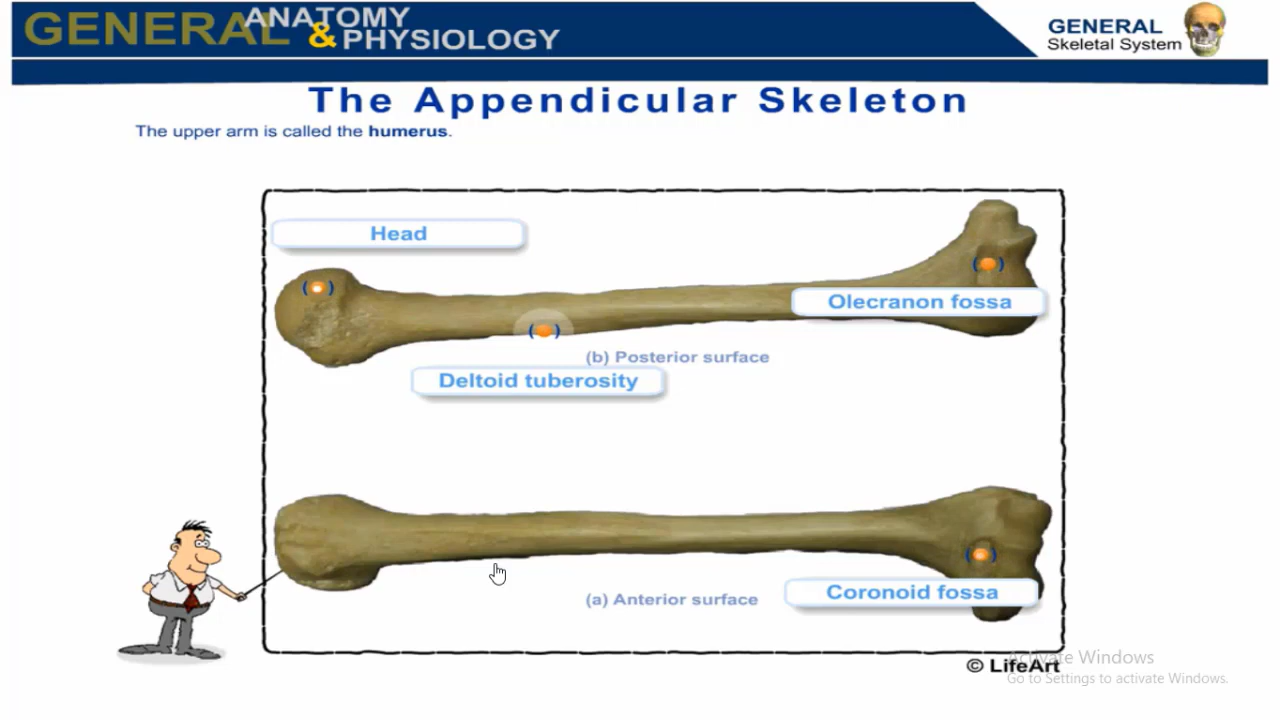 GENERAL ANATOMY
& PHYSIOLOGY
GENERAL
Skeletal System
The Appendicular Skeleton
The upper arm is called the humerus.
Head
Olecranon fossa
(b) Posterior surface
Deltoid tuberosity
Coronoid fossa
(a) Anterior surface
© LifeArt
Activate Windows
Go to Settings to activate Windows.